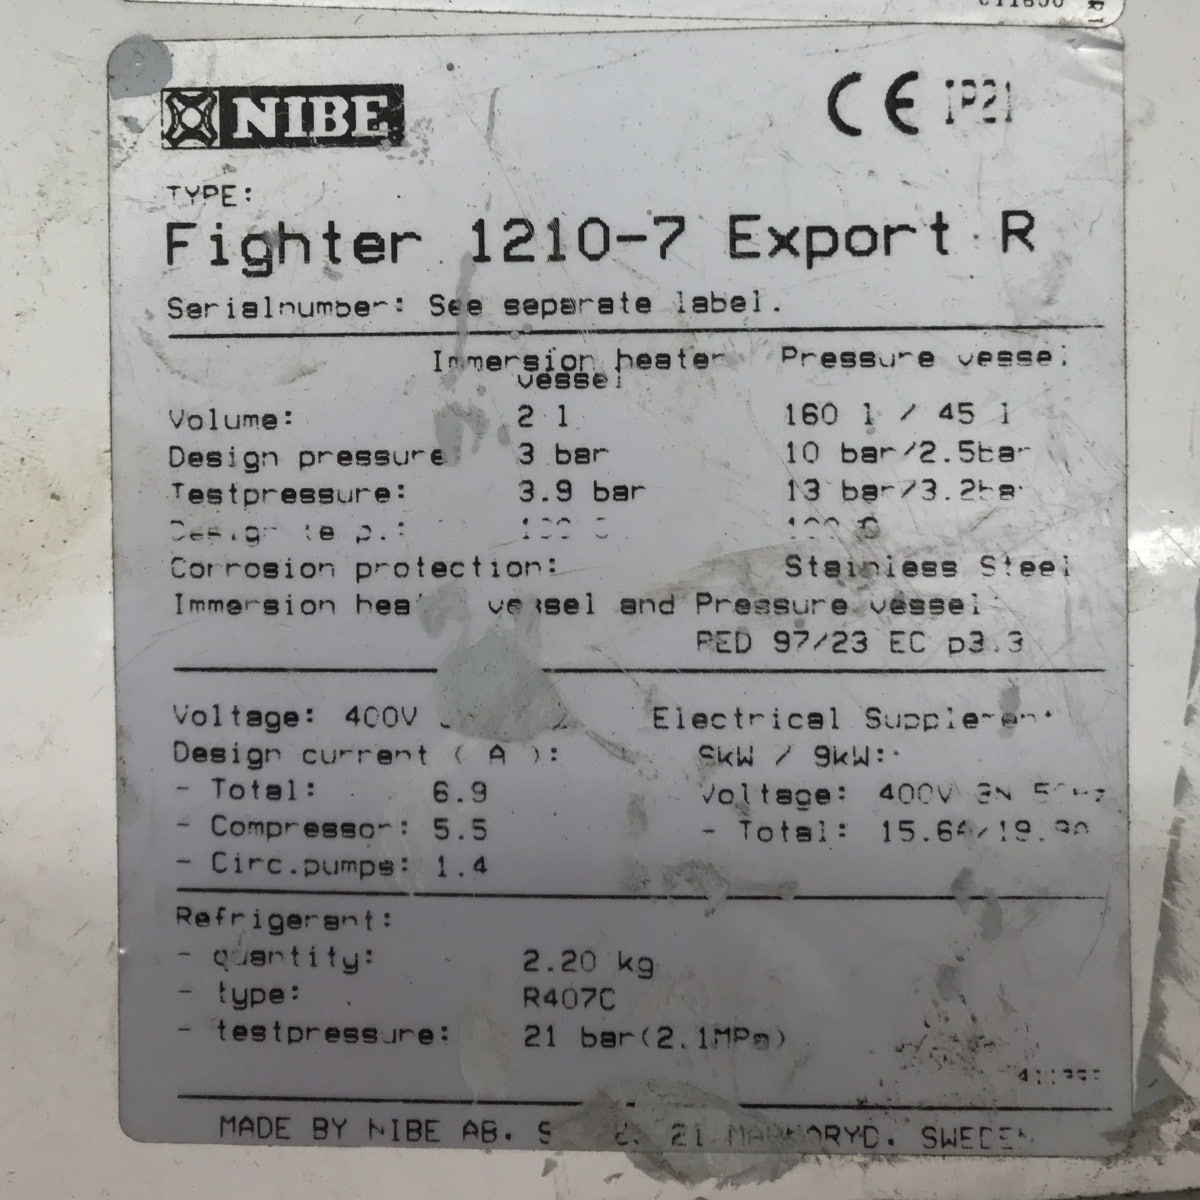 NIBE
CE IP21
TYPE:
Fighter 1210-7 Export R
Serialnumber: See separate label.
Immersion heater vessel Pressure vessel
Volume: 2 l 160 l / 45 l
Design pressure 3 bar 10 bar/2.5bar
Testpressure: 3.9 bar 13 bar/3.2bar
Corrosion protection: Stainless Steel
Immersion vessel and Pressure vessel
PED 97/23 EC p3.3
Voltage: 400V Electrical
Design current ( A ): / 9kW:
- Total: 6.9 Voltage: 400V
- Compressor: 5.5 - Total:
- Circ.pumps: 1.4
Refrigerant:
- quantity: 2.20 kg
- type: R407C
- testpressure: 21 bar(2.1MPa)
MADE BY NIBE AB. 21 MARKARYD. SWEDEN